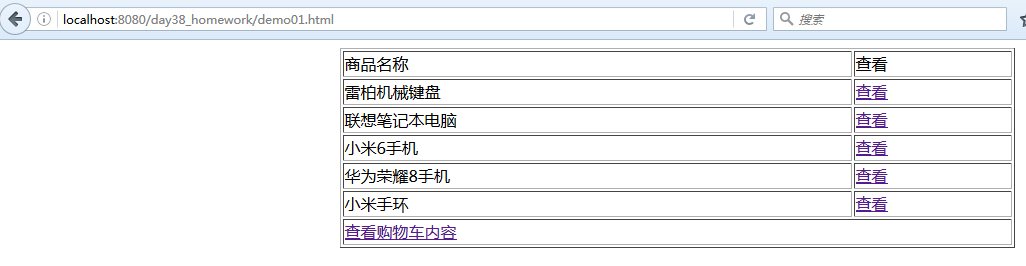 localhost:8080/day38_homework/demo01.html 搜索
商品名称 查看
雷柏机械键盘 查看
联想笔记本电脑 查看
小米6手机 查看
华为荣耀8手机 查看
小米手环 查看
查看购物车内容